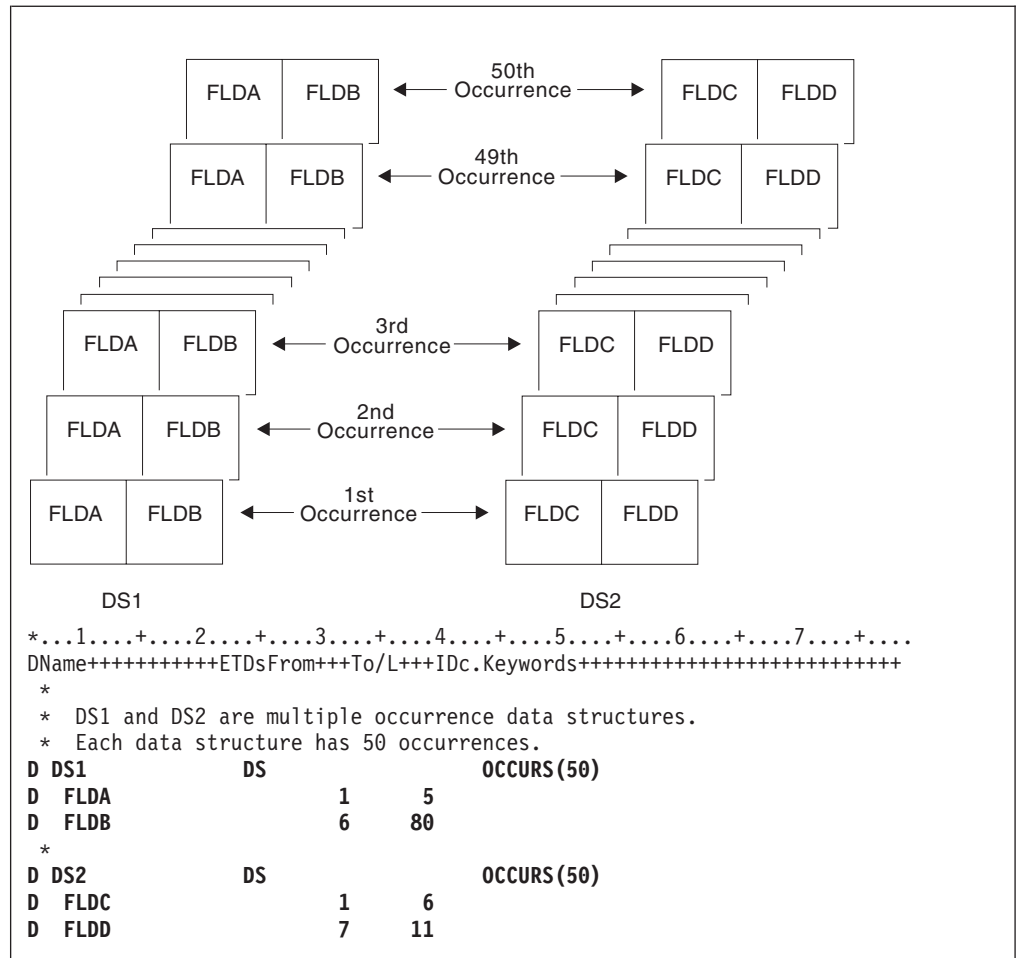 50th
FLDA FLDB Occurrence FLDC FLDD
49th
FLDA FLDB Occurrence FLDC FLDD
3rd
FLDA FLDB Occurrence FLDC FLDD
2nd
FLDA FLDB Occurrence FLDC FLDD
1st
FLDA FLDB Occurrence FLDC FLDD
DS1 DS2
*...1....+....2....+....3....+....4....+....5....+....6....+....7....+....
DName+++++++++++ETDsFrom+++To/L+++IDc.Keywords+++++++++++++++++++++++++++
*
* DS1 and DS2 are multiple occurrence data structures.
* Each data structure has 50 occurrences.
D DS1 DS OCCURS(50)
D FLDA 1 5
D FLDB 6 80
*
D DS2 DS OCCURS(50)
D FLDC 1 6
D FLDD 7 11